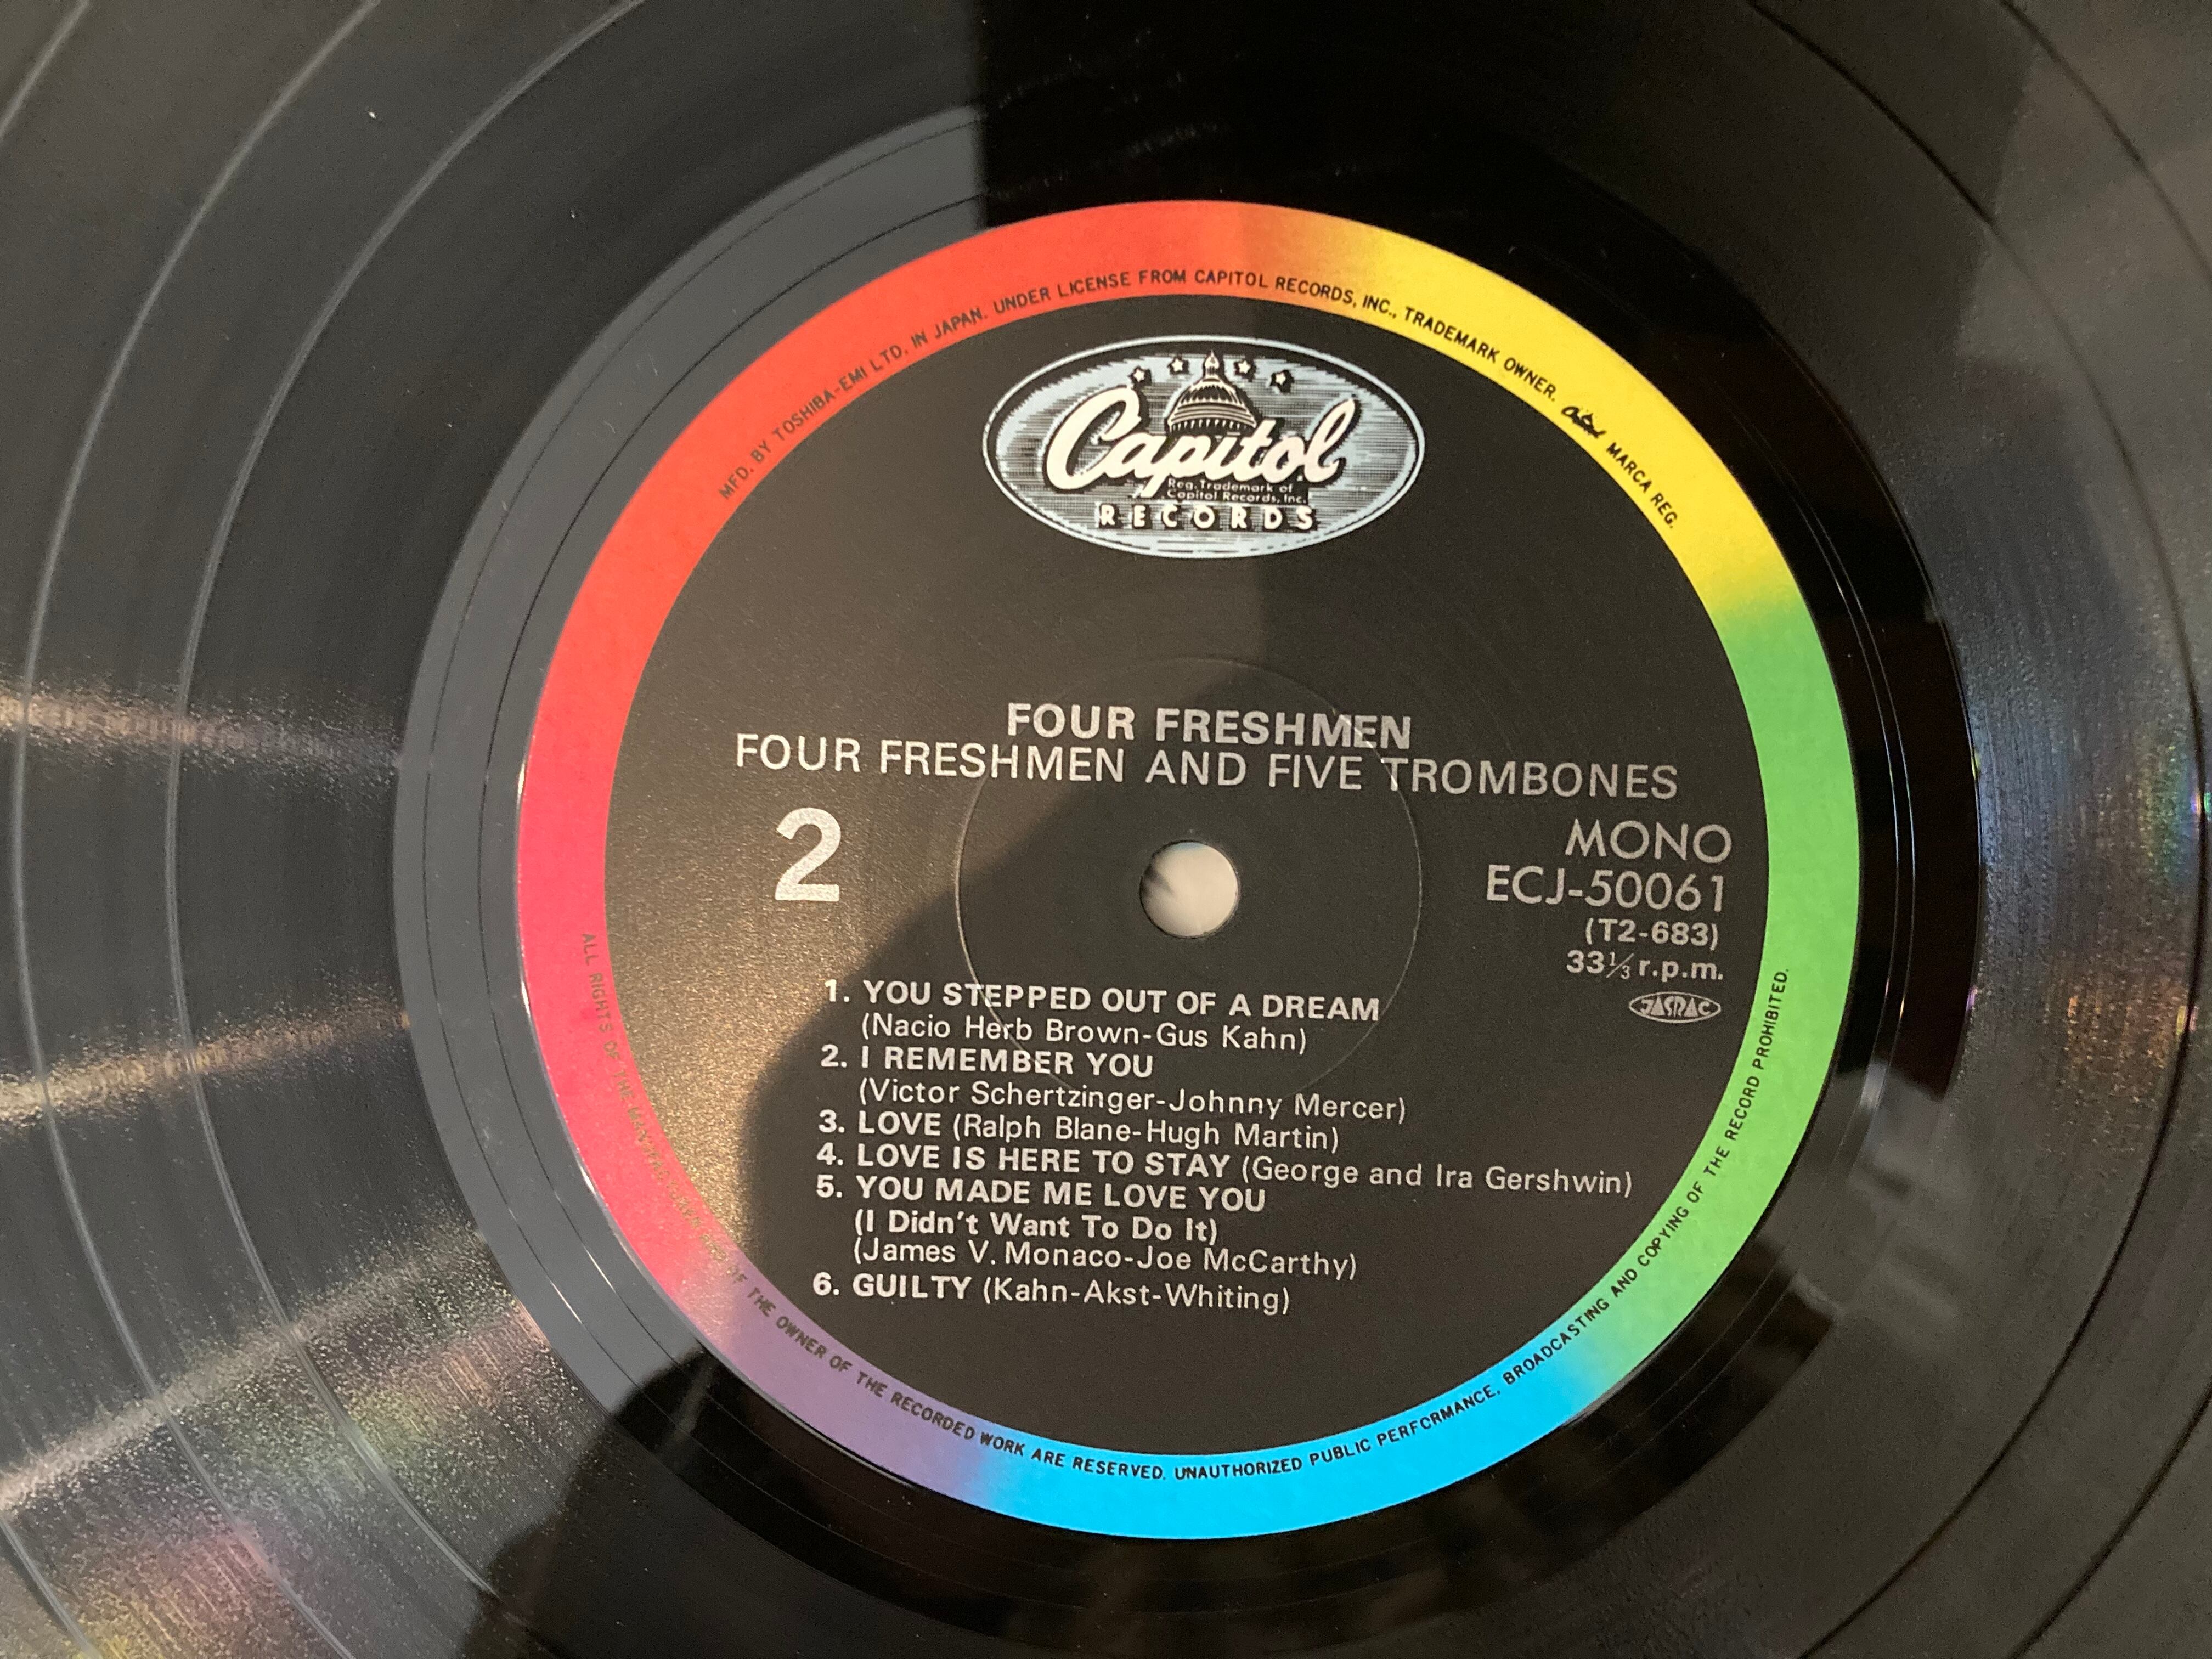 MFD. BY TOSHIBA-EMI LTD. IN JAPAN. UNDER LICENSE FROM CAPITOL RECORDS, INC., TRADEMARK OWNER. Capitol MARCA REG.
Capitol
Reg. Trademark of
Capitol Records, Inc.
RECORDS
FOUR FRESHMEN
FOUR FRESHMEN AND FIVE TROMBONES
2
MONO
ECJ-50061
(T2-683)
33⅓ r.p.m.
JASRAC
1. YOU STEPPED OUT OF A DREAM
(Nacio Herb Brown-Gus Kahn)
2. I REMEMBER YOU
(Victor Schertzinger-Johnny Mercer)
3. LOVE (Ralph Blane-Hugh Martin)
4. LOVE IS HERE TO STAY (George and Ira Gershwin)
5. YOU MADE ME LOVE YOU
(I Didn't Want To Do It)
(James V. Monaco-Joe McCarthy)
6. GUILTY (Kahn-Akst-Whiting)
ALL RIGHTS OF THE MANUFACTURER AND OF THE OWNER OF THE RECORDED WORK ARE RESERVED. UNAUTHORIZED PUBLIC PERFORMANCE, BROADCASTING AND COPYING OF THE RECORD PROHIBITED.